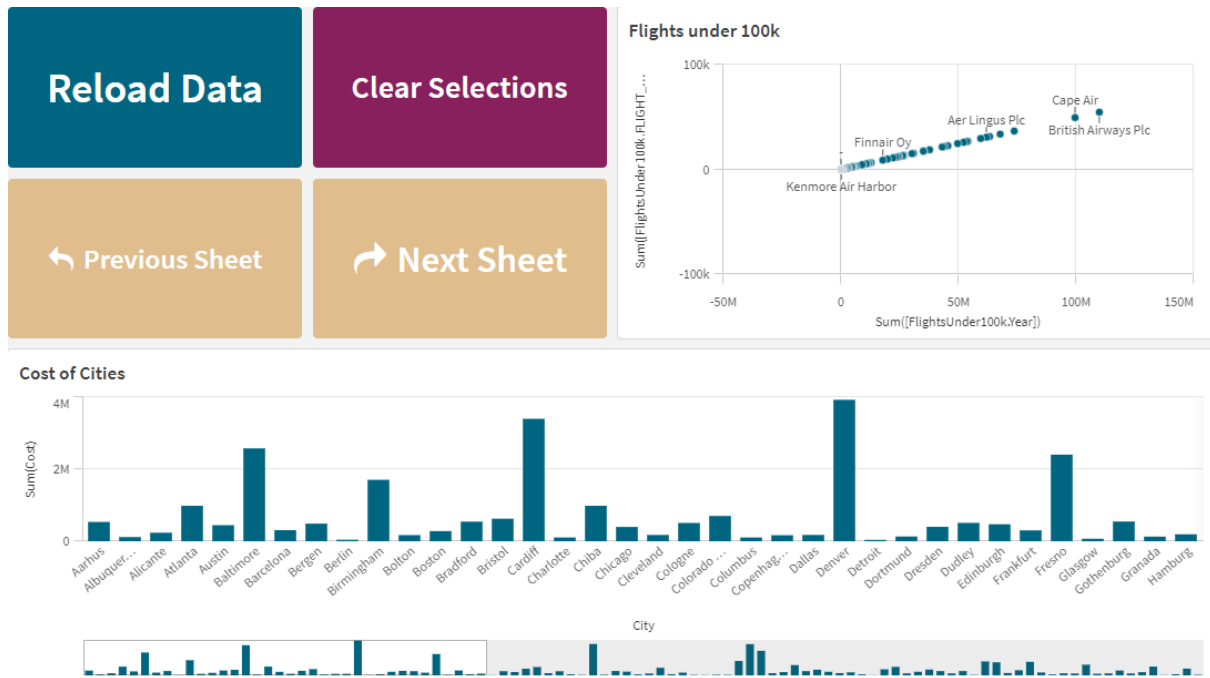 Reload Data
Clear Selections
Previous Sheet
Next Sheet
Flights under 100k
100k
0
-100k
Sum([FlightsUnder100k.FLIGHT_...
Cape Air
British Airways Plc
Aer Lingus Plc
Finnair Oy
Kenmore Air Harbor
-50M
0
50M
100M
150M
Sum([FlightsUnder100k.Year])
Cost of Cities
4M
2M
0
Sum(Cost)
Aarhus
Albuquer...
Alicante
Atlanta
Austin
Baltimore
Barcelona
Bergen
Berlin
Birmingham
Bolton
Boston
Bradford
Bristol
Cardiff
Charlotte
Chiba
Chicago
Cleveland
Cologne
Colorado ...
Columbus
Copenhag...
Dallas
Denver
Detroit
Dortmund
Dresden
Dudley
Edinburgh
Frankfurt
Fresno
Glasgow
Gothenburg
Granada
Hamburg
City